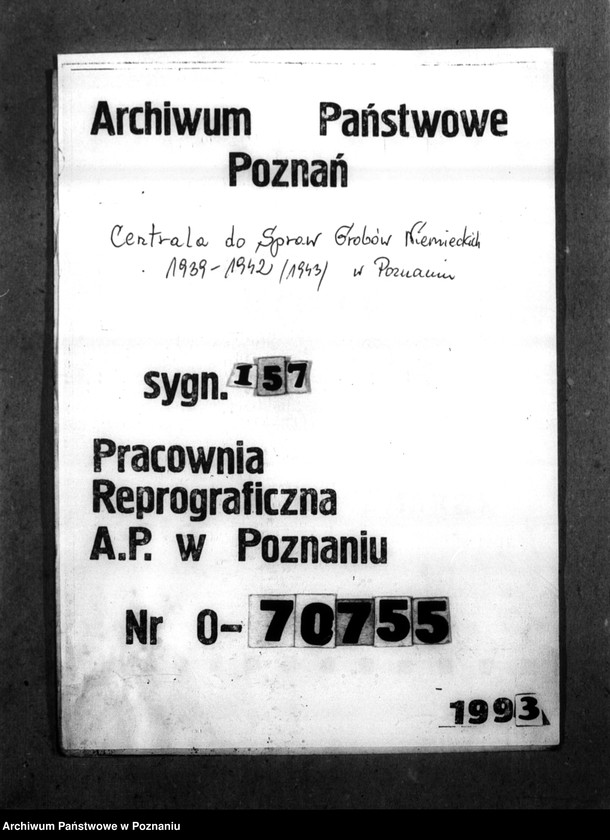 Archiwum Państwowe
Poznań
Centrala do Spraw Grobów Niemieckich
1939-1942/1943/ w Poznaniu
sygn. I57
Pracownia
Reprograficzna
A.P. w Poznaniu
Nr 0-70755
1993
Archiwum Państwowe w Poznaniu